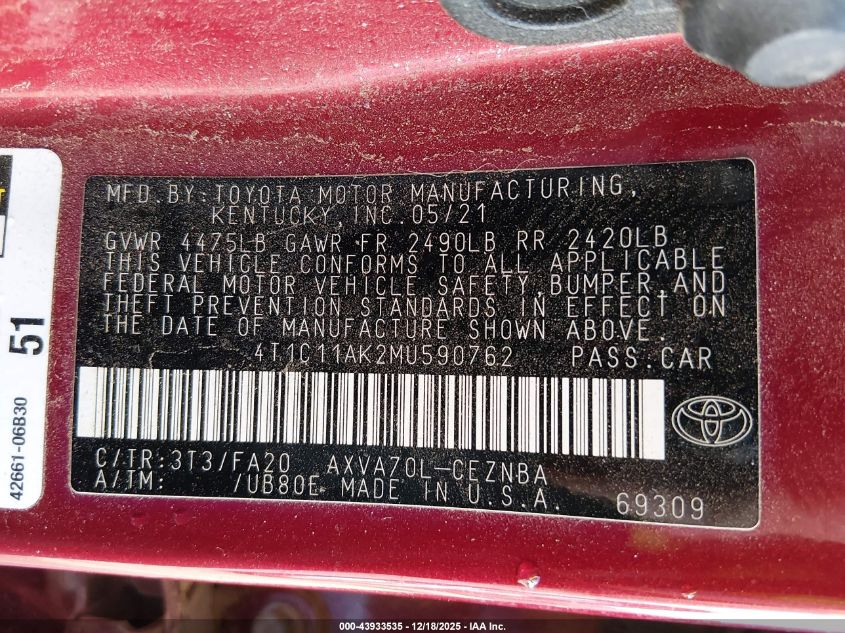 MFD.BY:TOYOTA MOTOR MANUFACTURING,
KENTUCKY, INC.05/21
GVWR 4475LB GAWR FR 2490LB RR 2420LB
THIS VEHICLE CONFORMS TO ALL APPLICABLE
FEDERAL MOTOR VEHICLE SAFETY,BUMPER,AND
THEFT PREVENTION STANDARDS IN EFFECT ON
THE DATE OF MANUFACTURE SHOWN ABOVE.
4T1C11AK2MU590762 PASS.CAR
C/TR:3T3/FA20 AXVA70L-CEZNBA
A/TM: /UB80E MADE IN U.S.A.
69309
51
42661-06B30
000-43933535 - 12/18/2025 - IAA Inc.